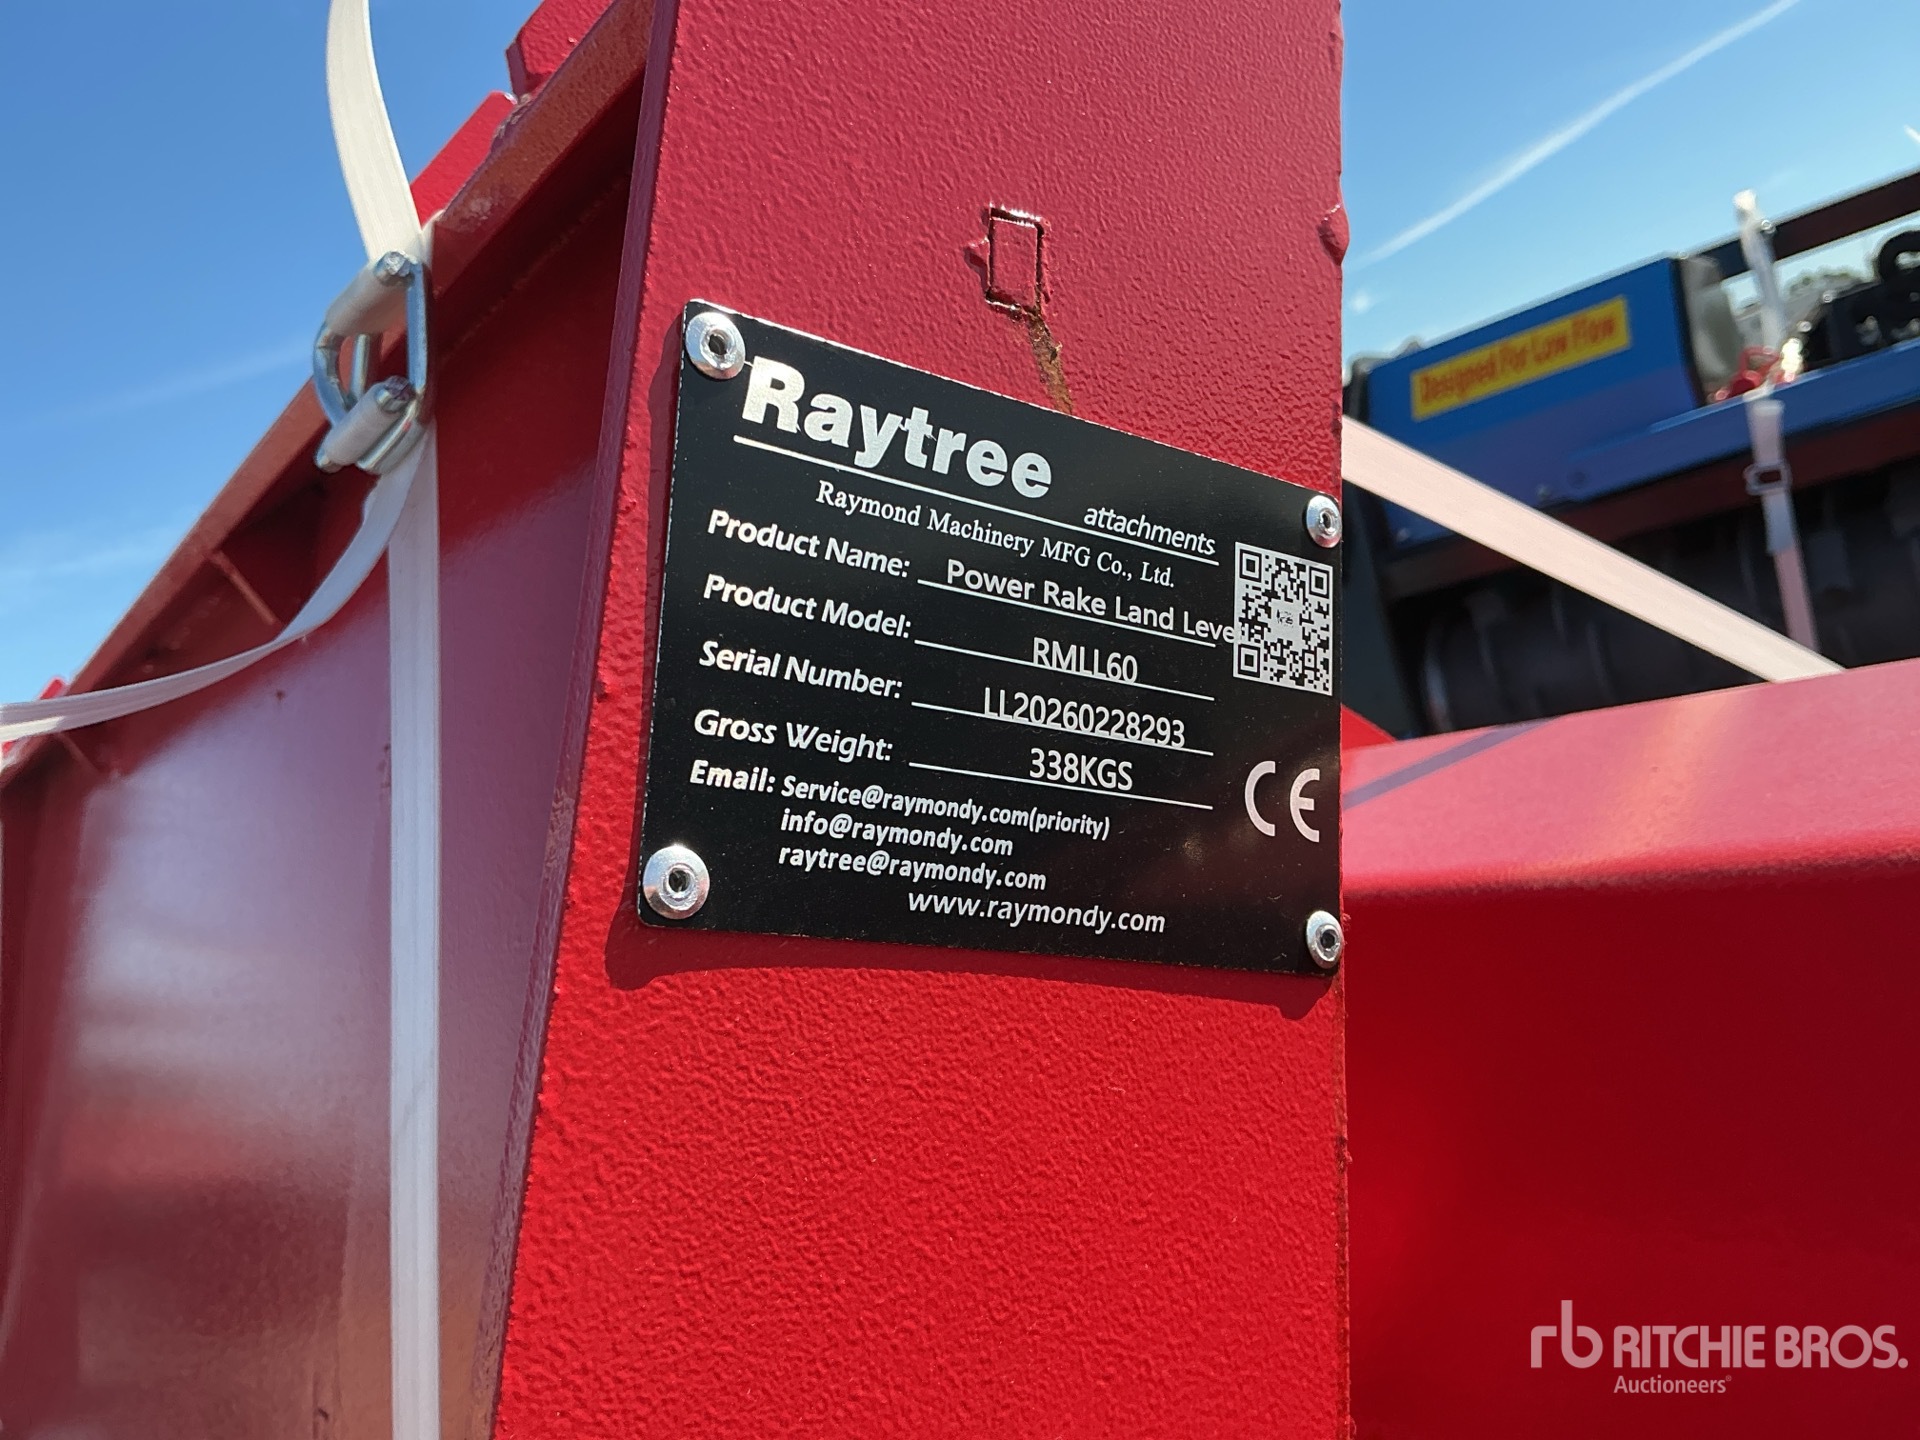 Designed For Low Flow
Raytree
attachments
Raymond Machinery MFG Co., Ltd.
Product Name: Power Rake Land Leve
Product Model: RMLL60
Serial Number: LL20260228293
Gross Weight: 338KGS
Email: Service@raymondy.com(priority)
info@raymondy.com
raytree@raymondy.com
www.raymondy.com
CE
rb RITCHIE BROS.
Auctioneers®